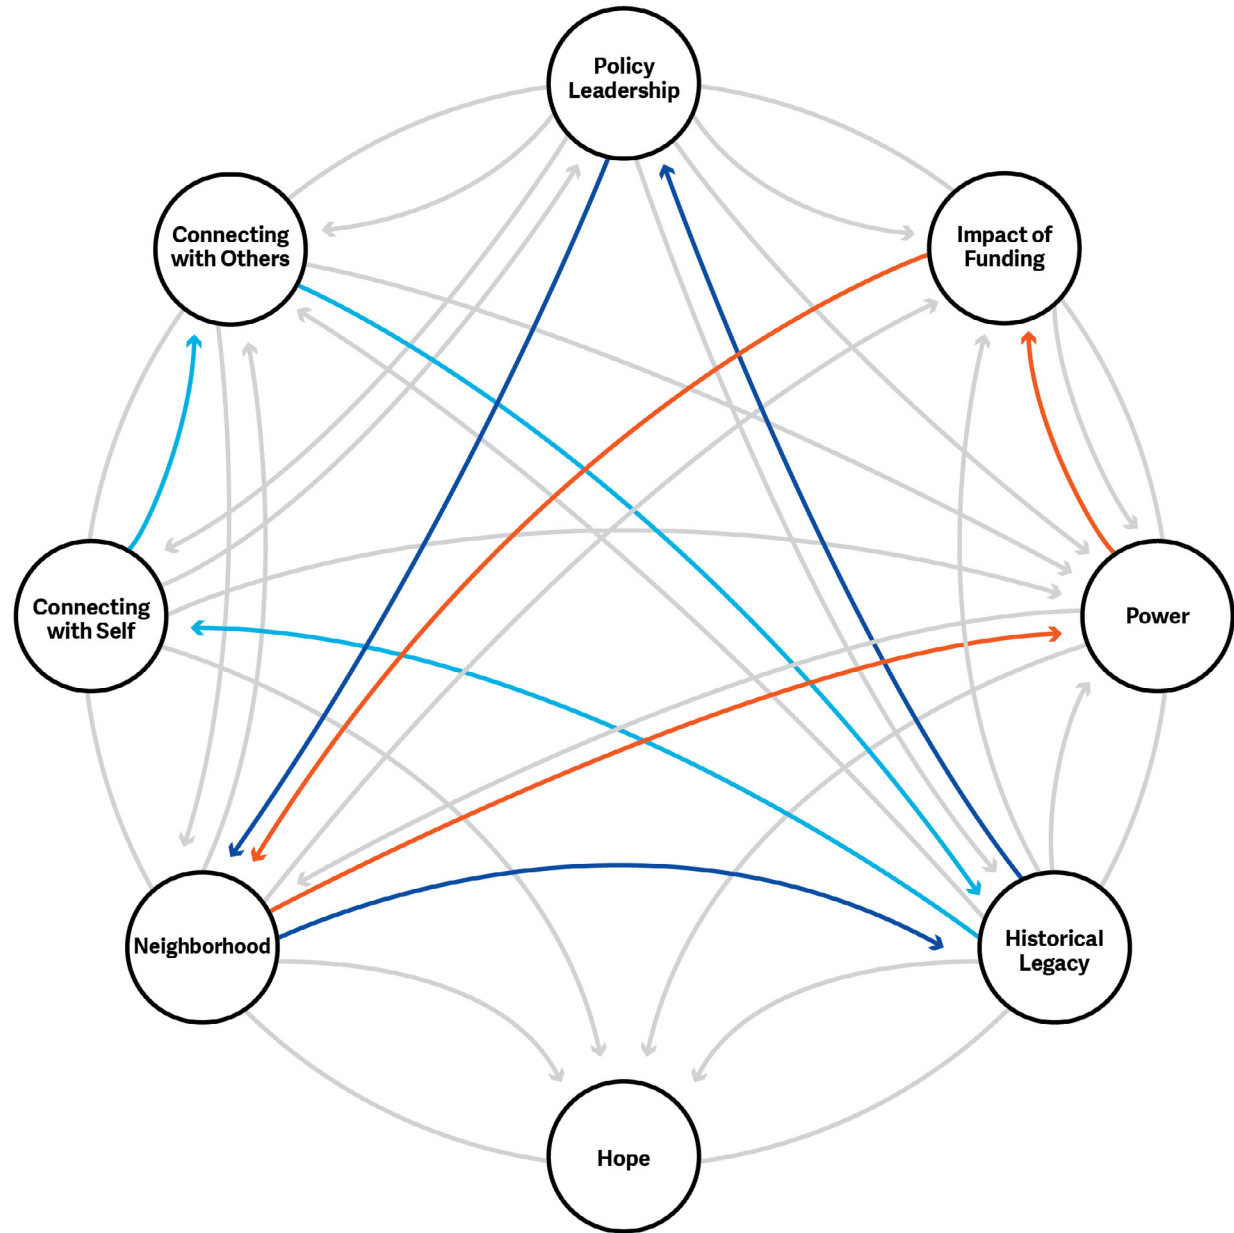 Policy
Leadership
Connecting
with Others
Impact of
Funding
Connecting
with Self
Power
Neighborhood
Historical
Legacy
Hope